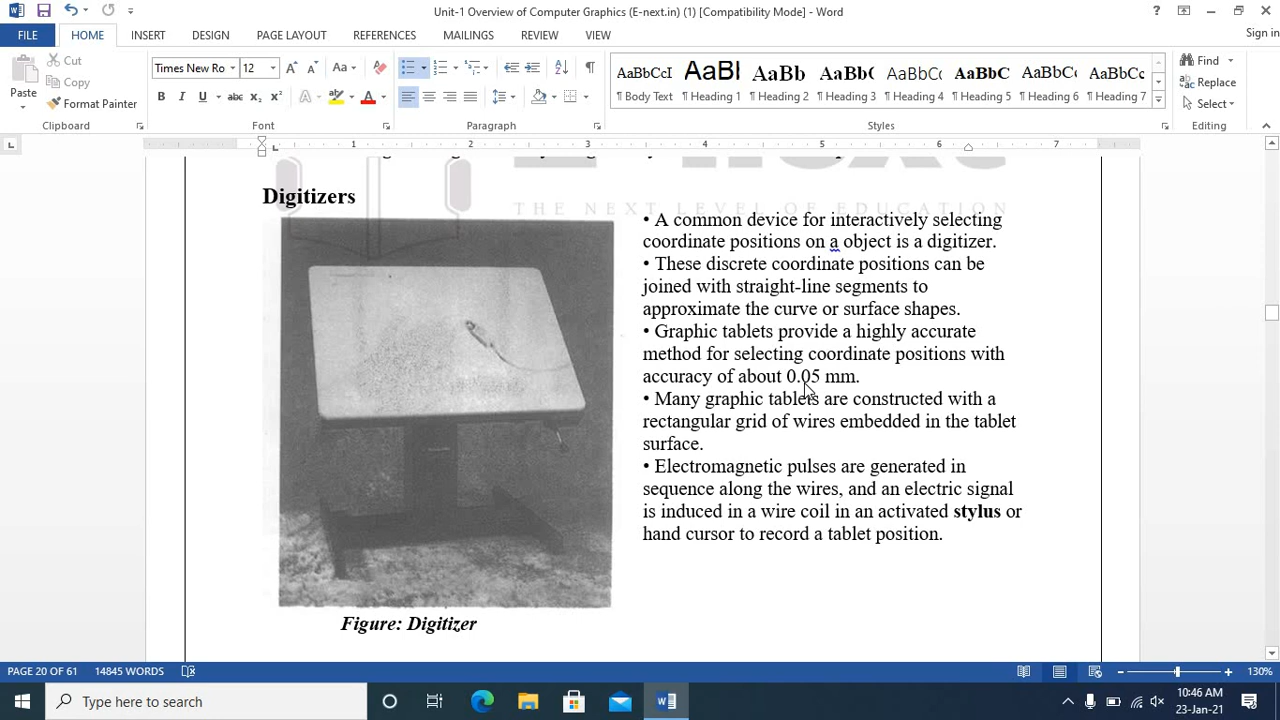 Unit-1 Overview of Computer Graphics (E-next.in) (1) [Compatibility Mode] - Word
FILE HOME INSERT DESIGN PAGE LAYOUT REFERENCES MAILINGS REVIEW VIEW Sign in
Paste
Cut
Copy
Format Painter
Clipboard
Times New Ro 12
Font
Paragraph
AaBbCcI AaBl AaBb AaBb( AaBbCc AaBbC AaBbC( AaBbCc
¶ Body Text ¶ Heading 1 ¶ Heading 2 ¶ Heading 3 ¶ Heading 4 ¶ Heading 5 ¶ Heading 6 ¶ Heading 7
Styles
Find
Replace
Select
Editing
1 2 3 4 5 6 7
THE NEXT LEVEL OF EDUCATION
Digitizers
• A common device for interactively selecting
coordinate positions on a object is a digitizer.
• These discrete coordinate positions can be
joined with straight-line segments to
approximate the curve or surface shapes.
• Graphic tablets provide a highly accurate
method for selecting coordinate positions with
accuracy of about 0.05 mm.
• Many graphic tablets are constructed with a
rectangular grid of wires embedded in the tablet
surface.
• Electromagnetic pulses are generated in
sequence along the wires, and an electric signal
is induced in a wire coil in an activated stylus or
hand cursor to record a tablet position.
Figure: Digitizer
PAGE 20 OF 61 14845 WORDS 130%
Type here to search
10:46 AM
23-Jan-21